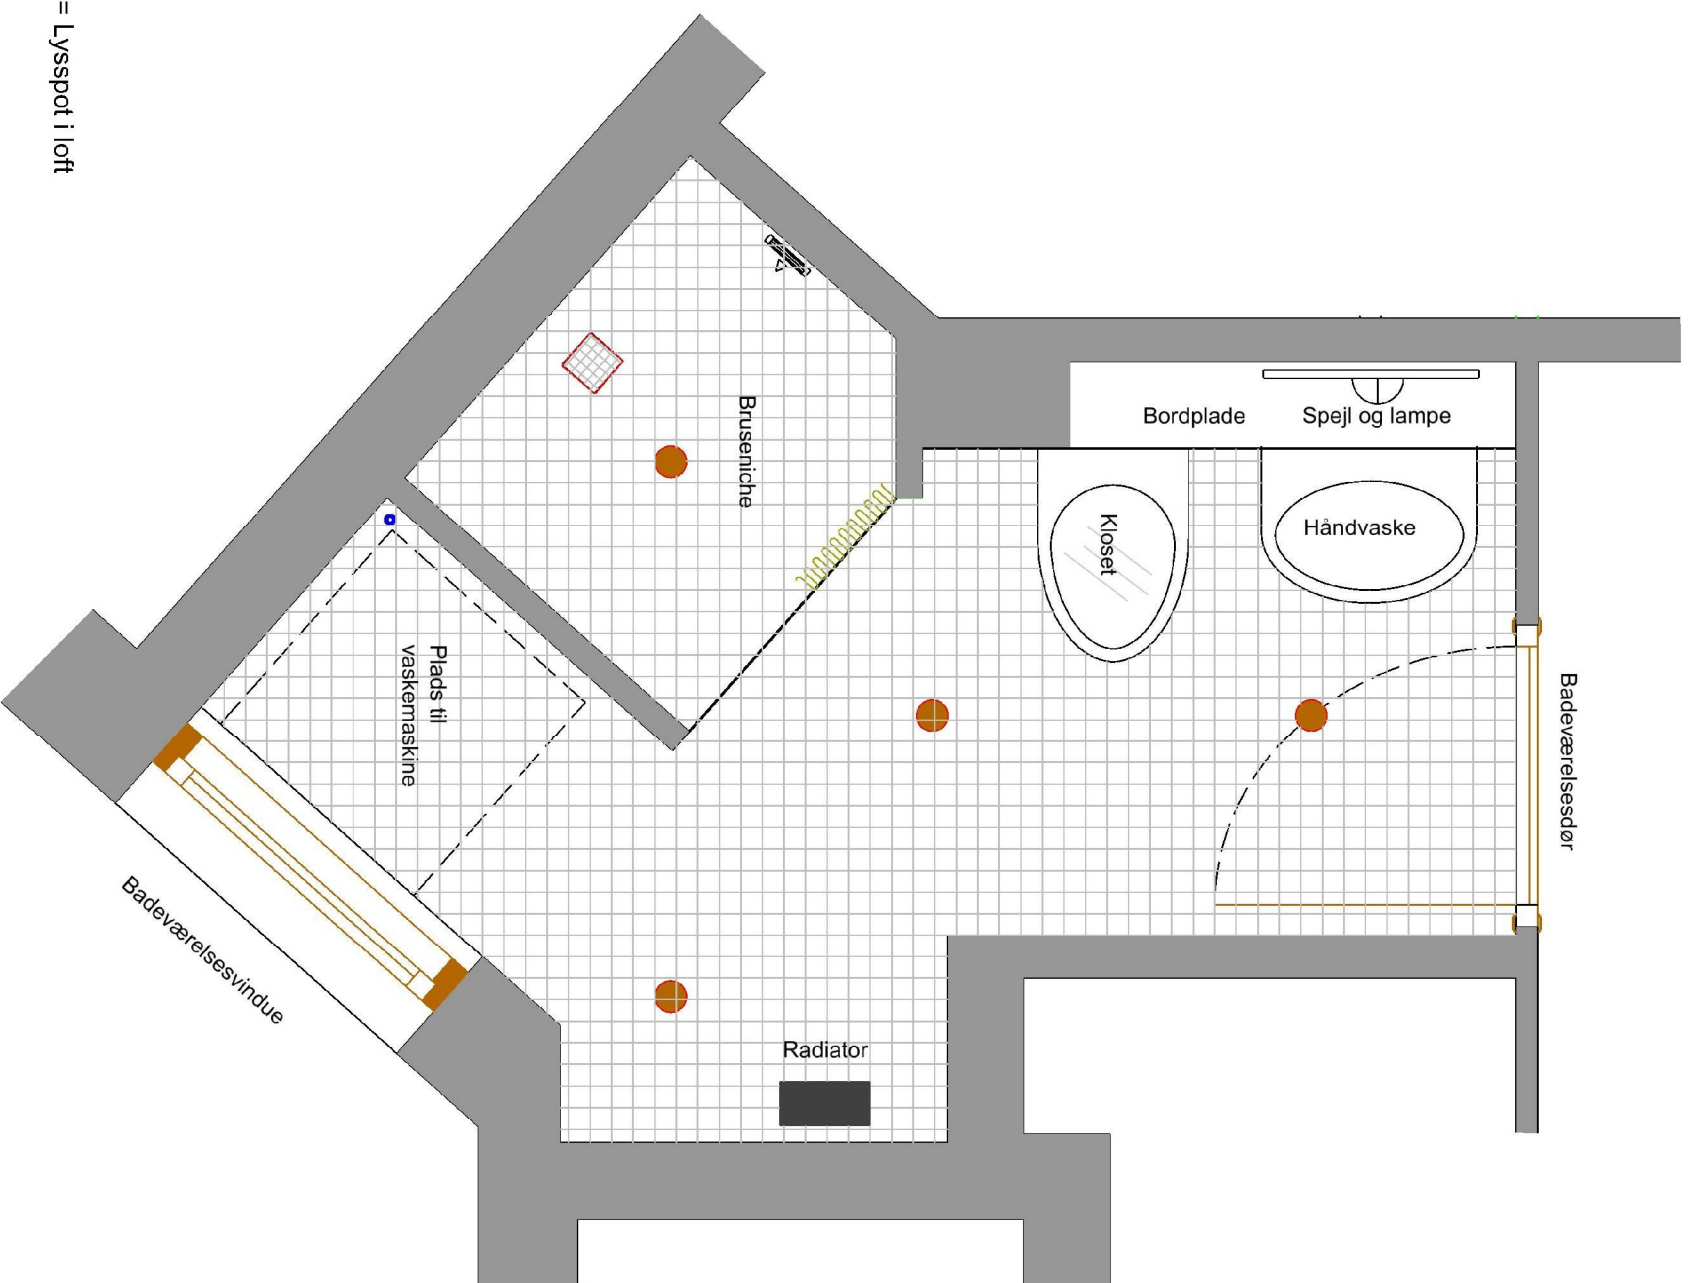 = Lysspot i loft
Bruseniche
Bordplade
Spejl og lampe
Kloset
Håndvaske
Plads til
vaskemaskine
Badeværelsesdør
Badeværelsesvindue
Radiator